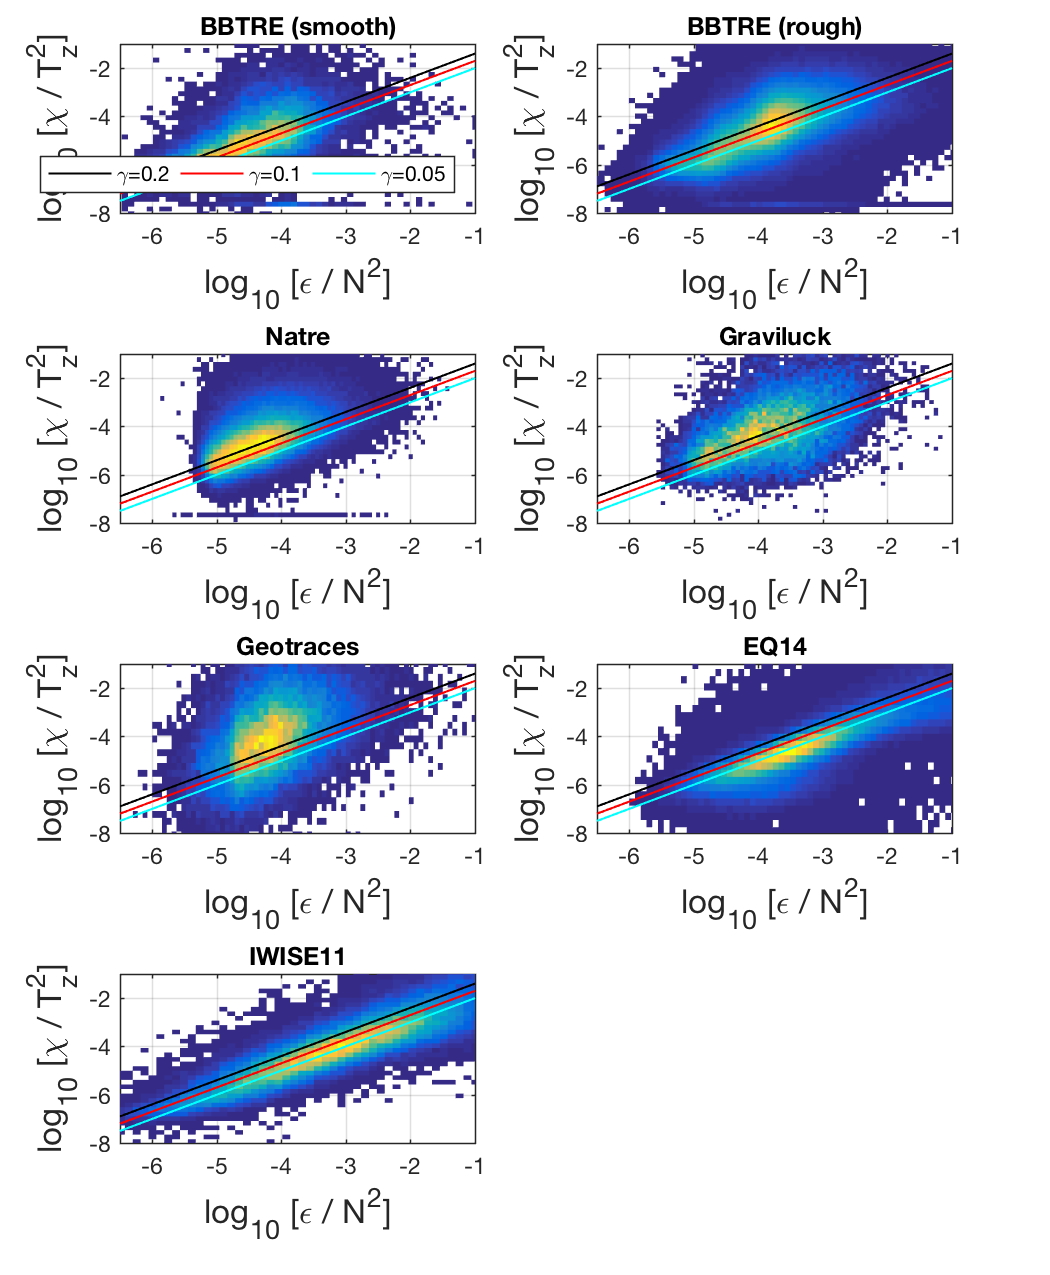 BBTRE (smooth)
-2
-4
-8
-6 -5 -4 -3 -2 -1
log10 [ϵ / N2]
lo 0 [χ / Tz2]
γ=0.2 γ=0.1 γ=0.05
BBTRE (rough)
-2
-4
-6
-8
-6 -5 -4 -3 -2 -1
log10 [ϵ / N2]
log10 [χ / Tz2]
Natre
-2
-4
-6
-8
-6 -5 -4 -3 -2 -1
log10 [ϵ / N2]
log10 [χ / Tz2]
Graviluck
-2
-4
-6
-8
-6 -5 -4 -3 -2 -1
log10 [ϵ / N2]
log10 [χ / Tz2]
Geotraces
-2
-4
-6
-8
-6 -5 -4 -3 -2 -1
log10 [ϵ / N2]
log10 [χ / Tz2]
EQ14
-2
-4
-6
-8
-6 -5 -4 -3 -2 -1
log10 [ϵ / N2]
log10 [χ / Tz2]
IWISE11
-2
-4
-6
-8
-6 -5 -4 -3 -2 -1
log10 [ϵ / N2]
log10 [χ / Tz2]